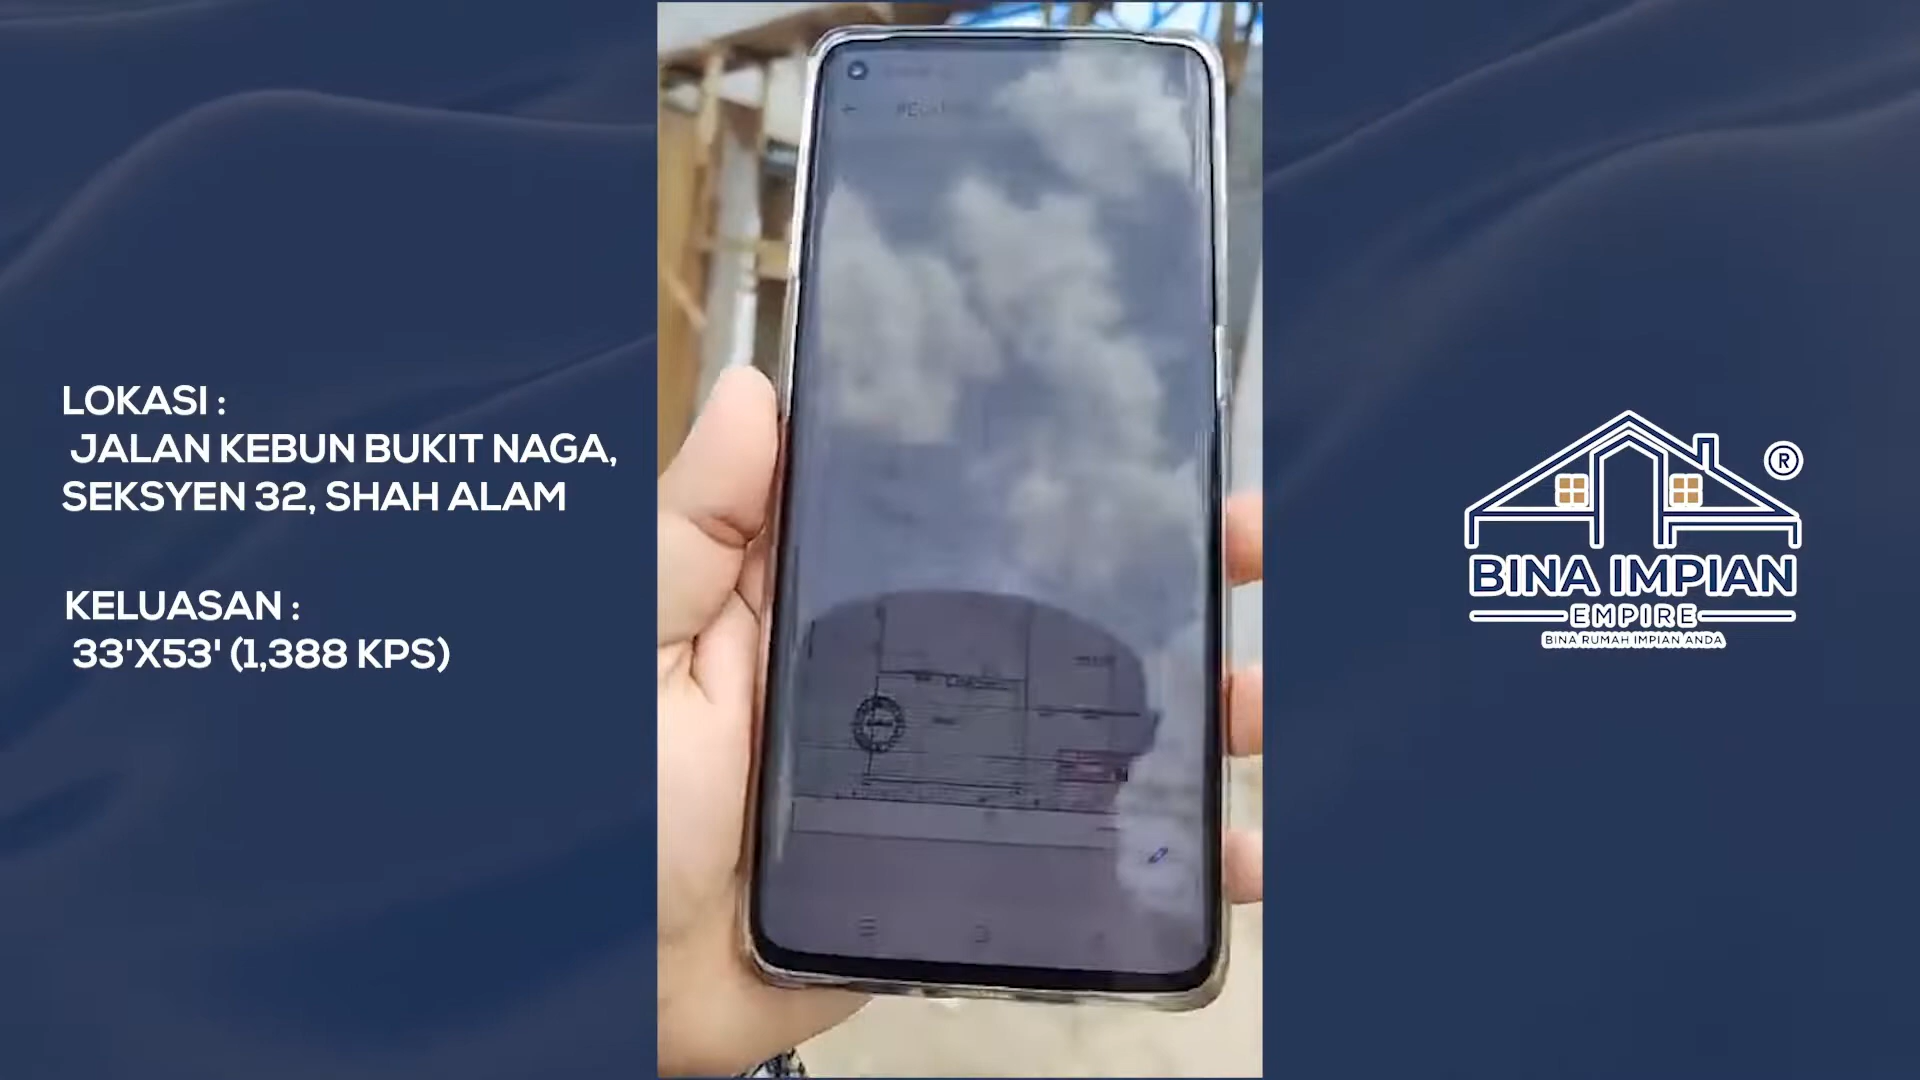 LOKASI :
JALAN KEBUN BUKIT NAGA,
SEKSYEN 32, SHAH ALAM
KELUASAN :
33'X53' (1,388 KPS)
®
BINA IMPIAN
EMPIRE
BINA RUMAH IMPIAN ANDA